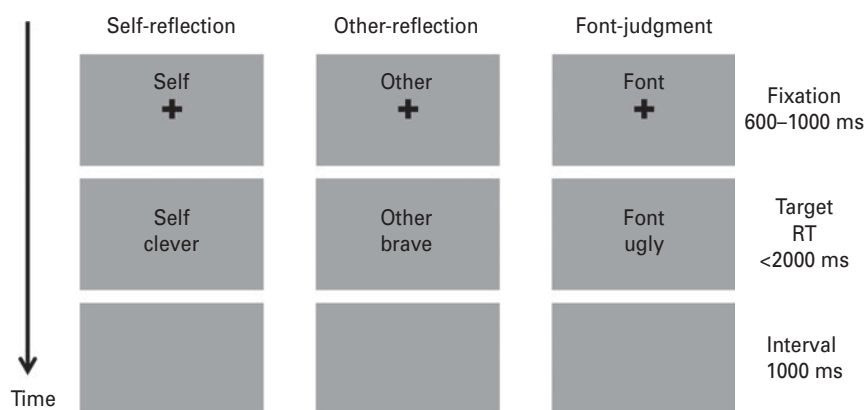 Self-reflection
Other-reflection
Font-judgment
Self
Other
Font
Fixation
600–1000 ms
Self
clever
Other
brave
Font
ugly
Target
RT
<2000 ms
Interval
1000 ms
Time